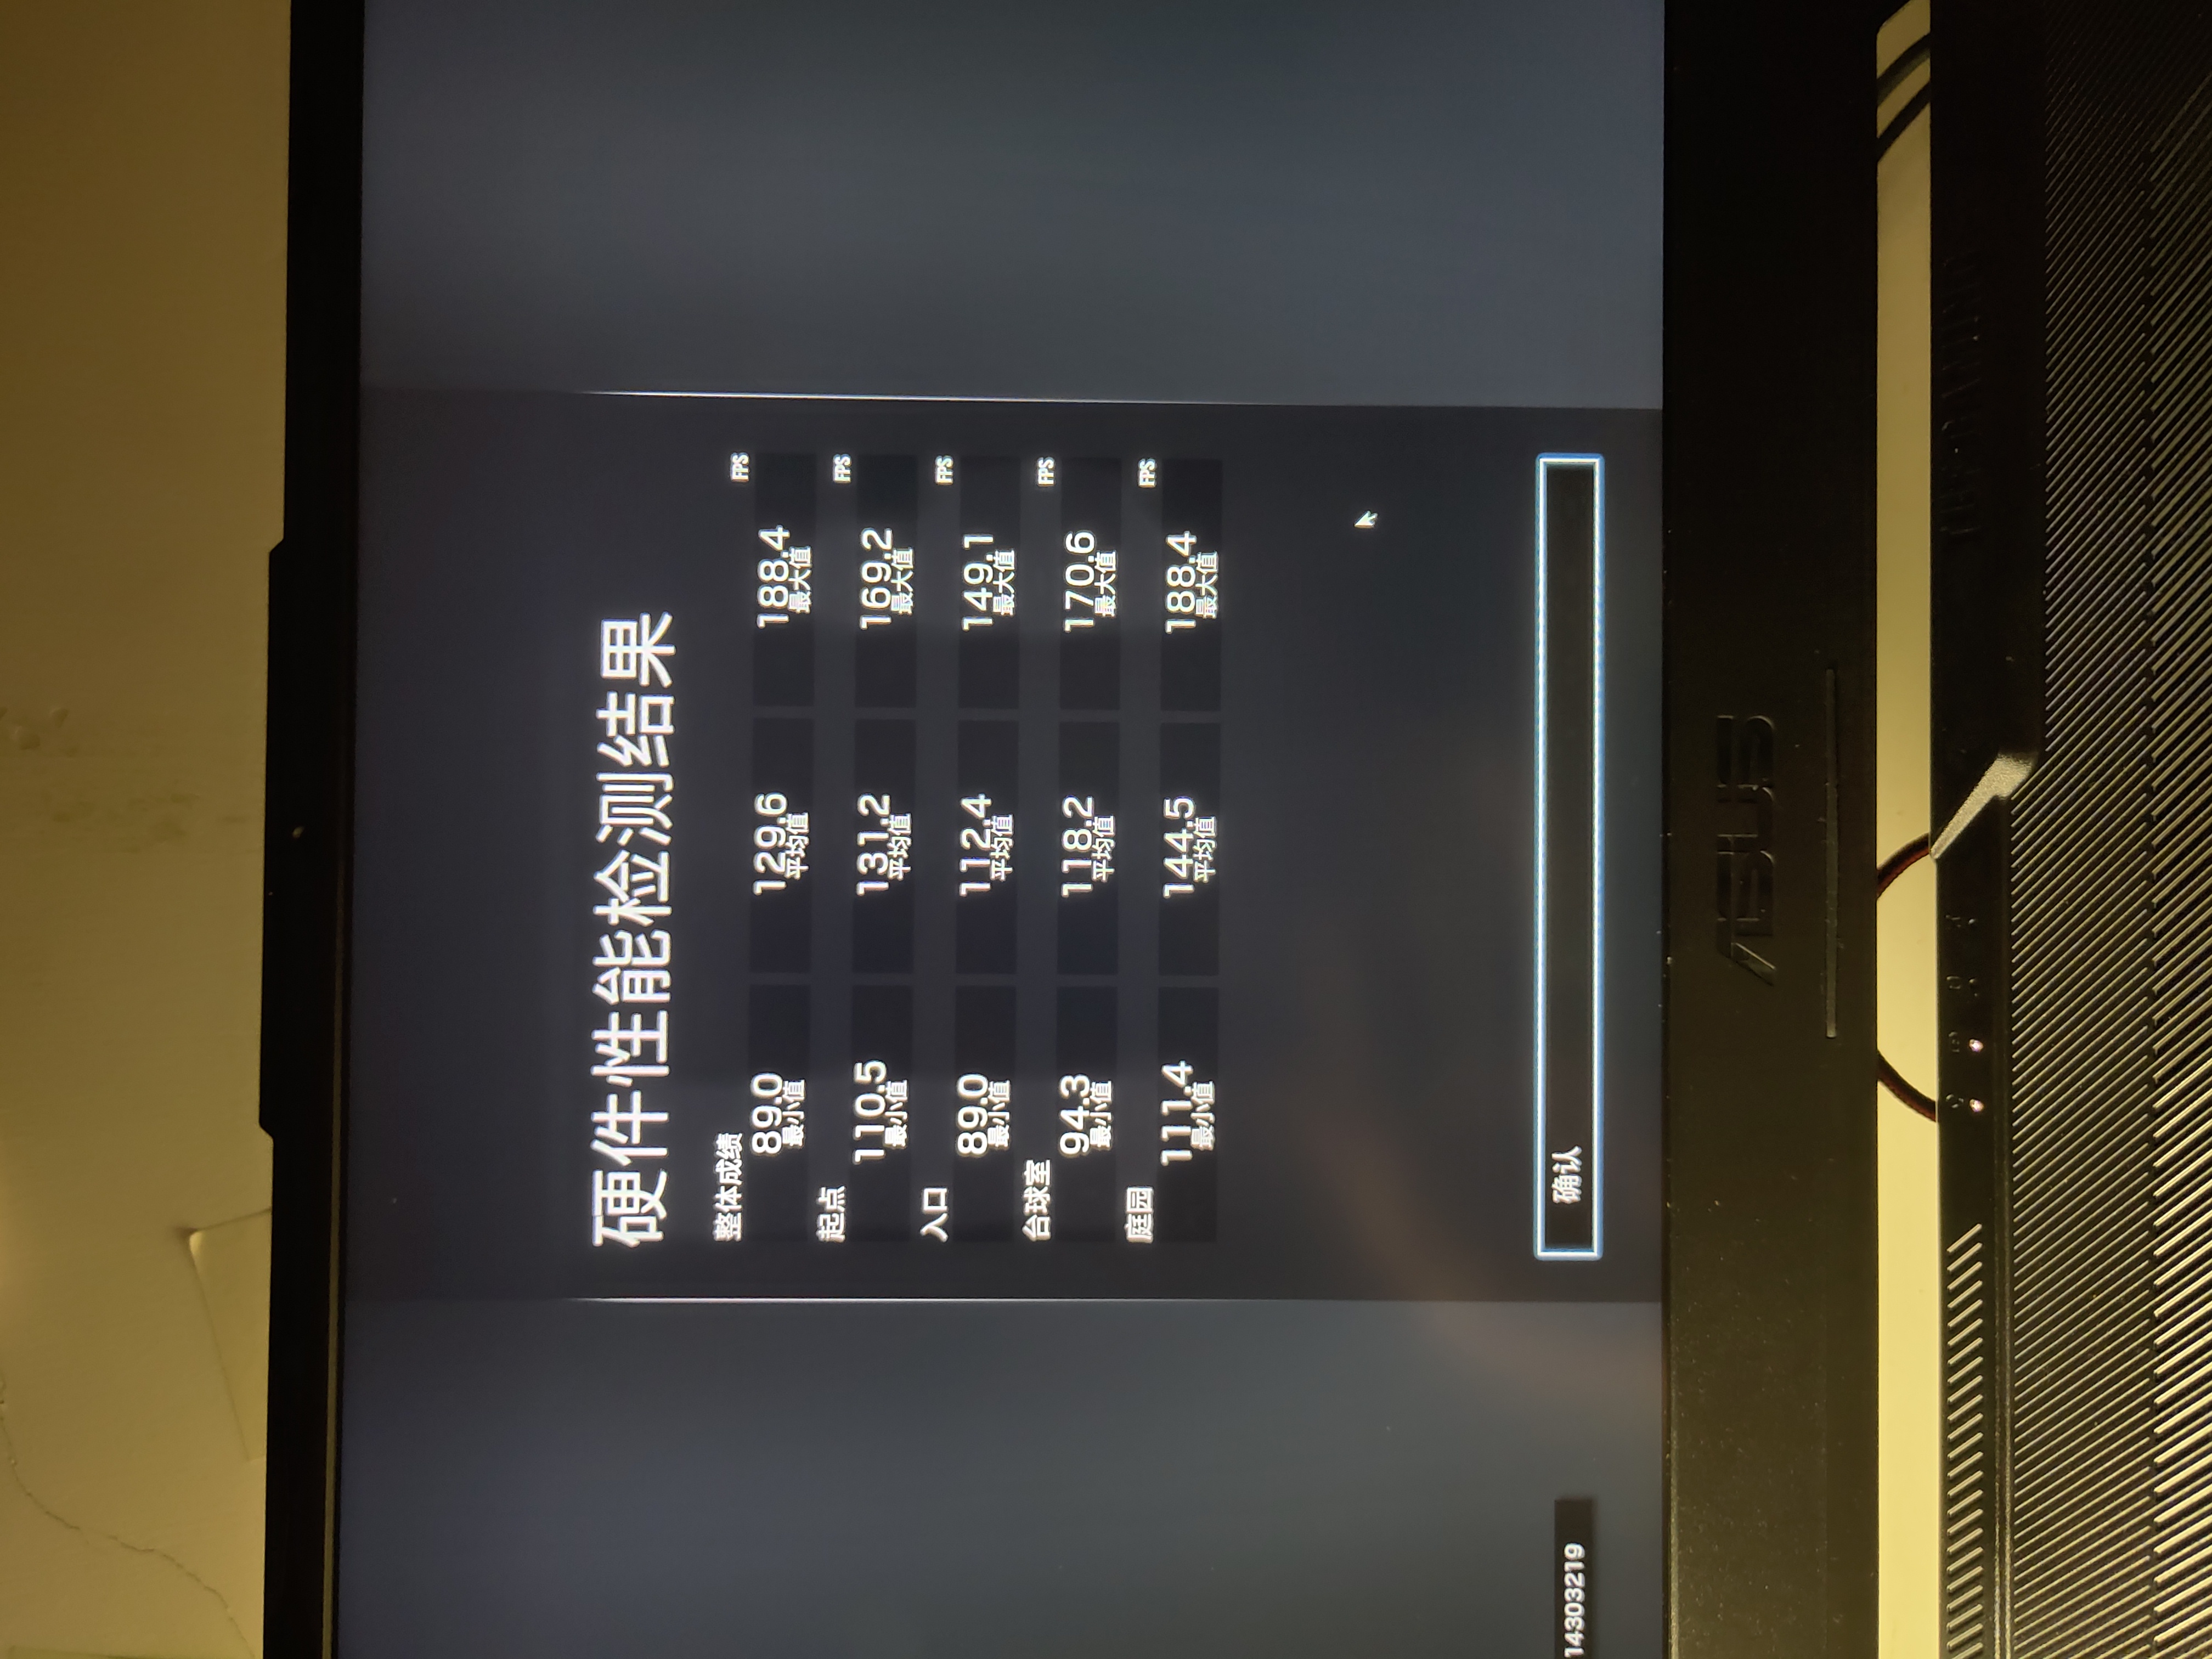 硬件性能检测结果
整体成绩 FPS
89.0 129.6 188.4
最小值 平均值 最大值
起点 FPS
110.5 131.2 169.2
最小值 平均值 最大值
入口 FPS
89.0 112.4 149.1
最小值 平均值 最大值
台球室 FPS
94.3 118.2 170.6
最小值 平均值 最大值
庭园 FPS
111.4 144.5 188.4
最小值 平均值 最大值
确认
14303219
ASUS